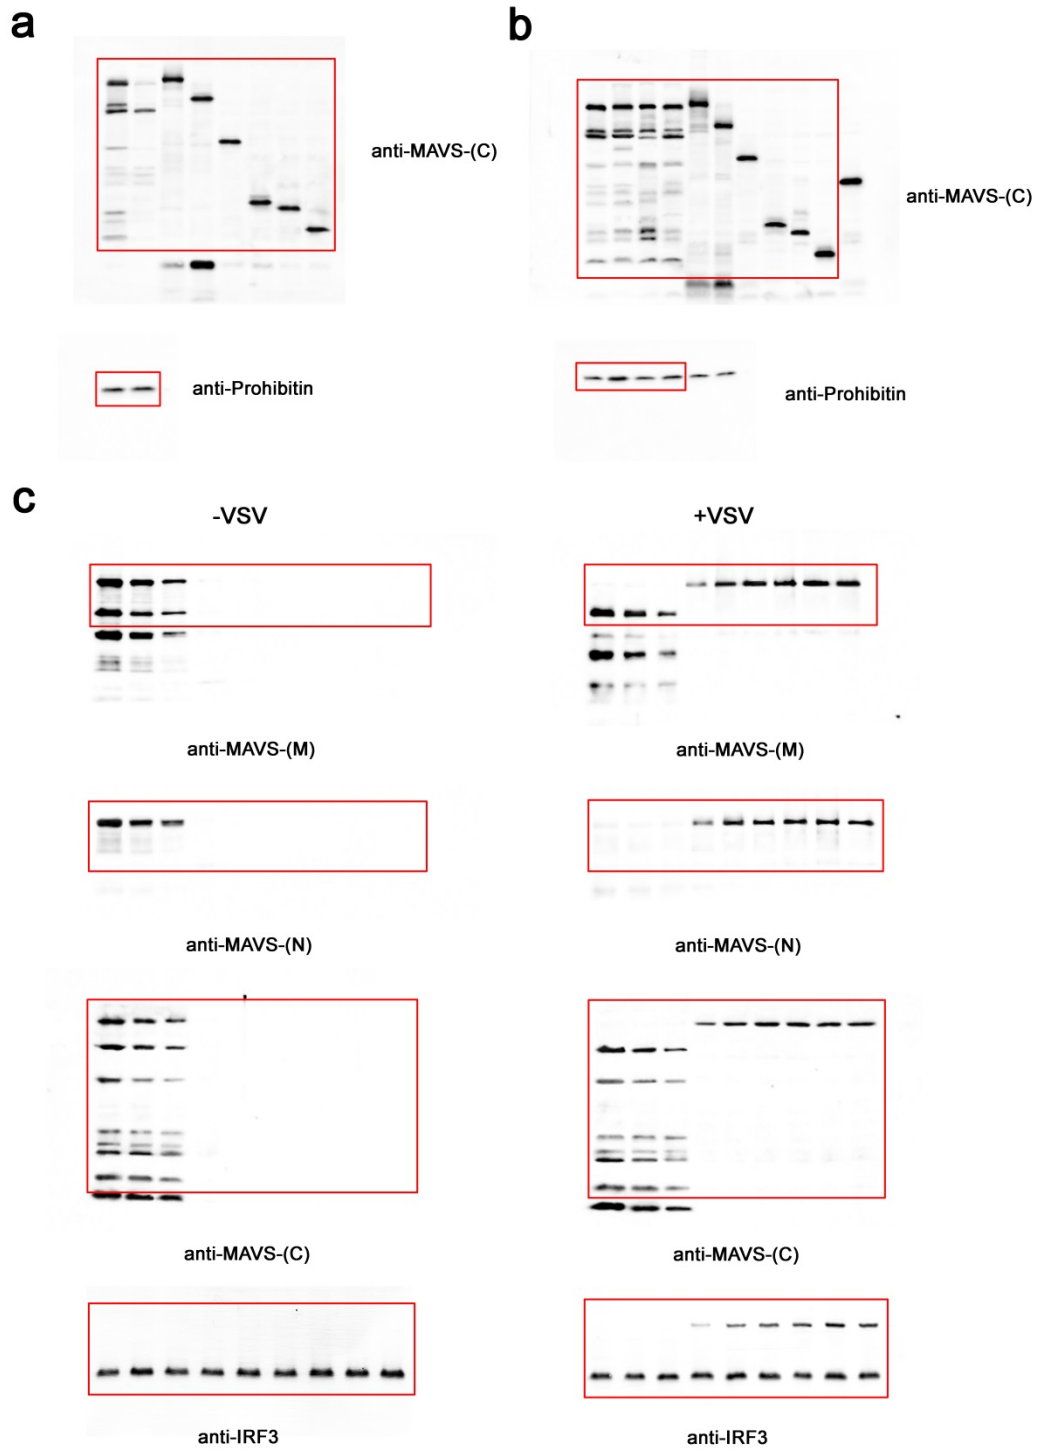 a
b
anti-MAVS-(C)
anti-MAVS-(C)
anti-Prohibitin
anti-Prohibitin
c
-VSV
+VSV
anti-MAVS-(M)
anti-MAVS-(M)
anti-MAVS-(N)
anti-MAVS-(N)
anti-MAVS-(C)
anti-MAVS-(C)
anti-IRF3
anti-IRF3